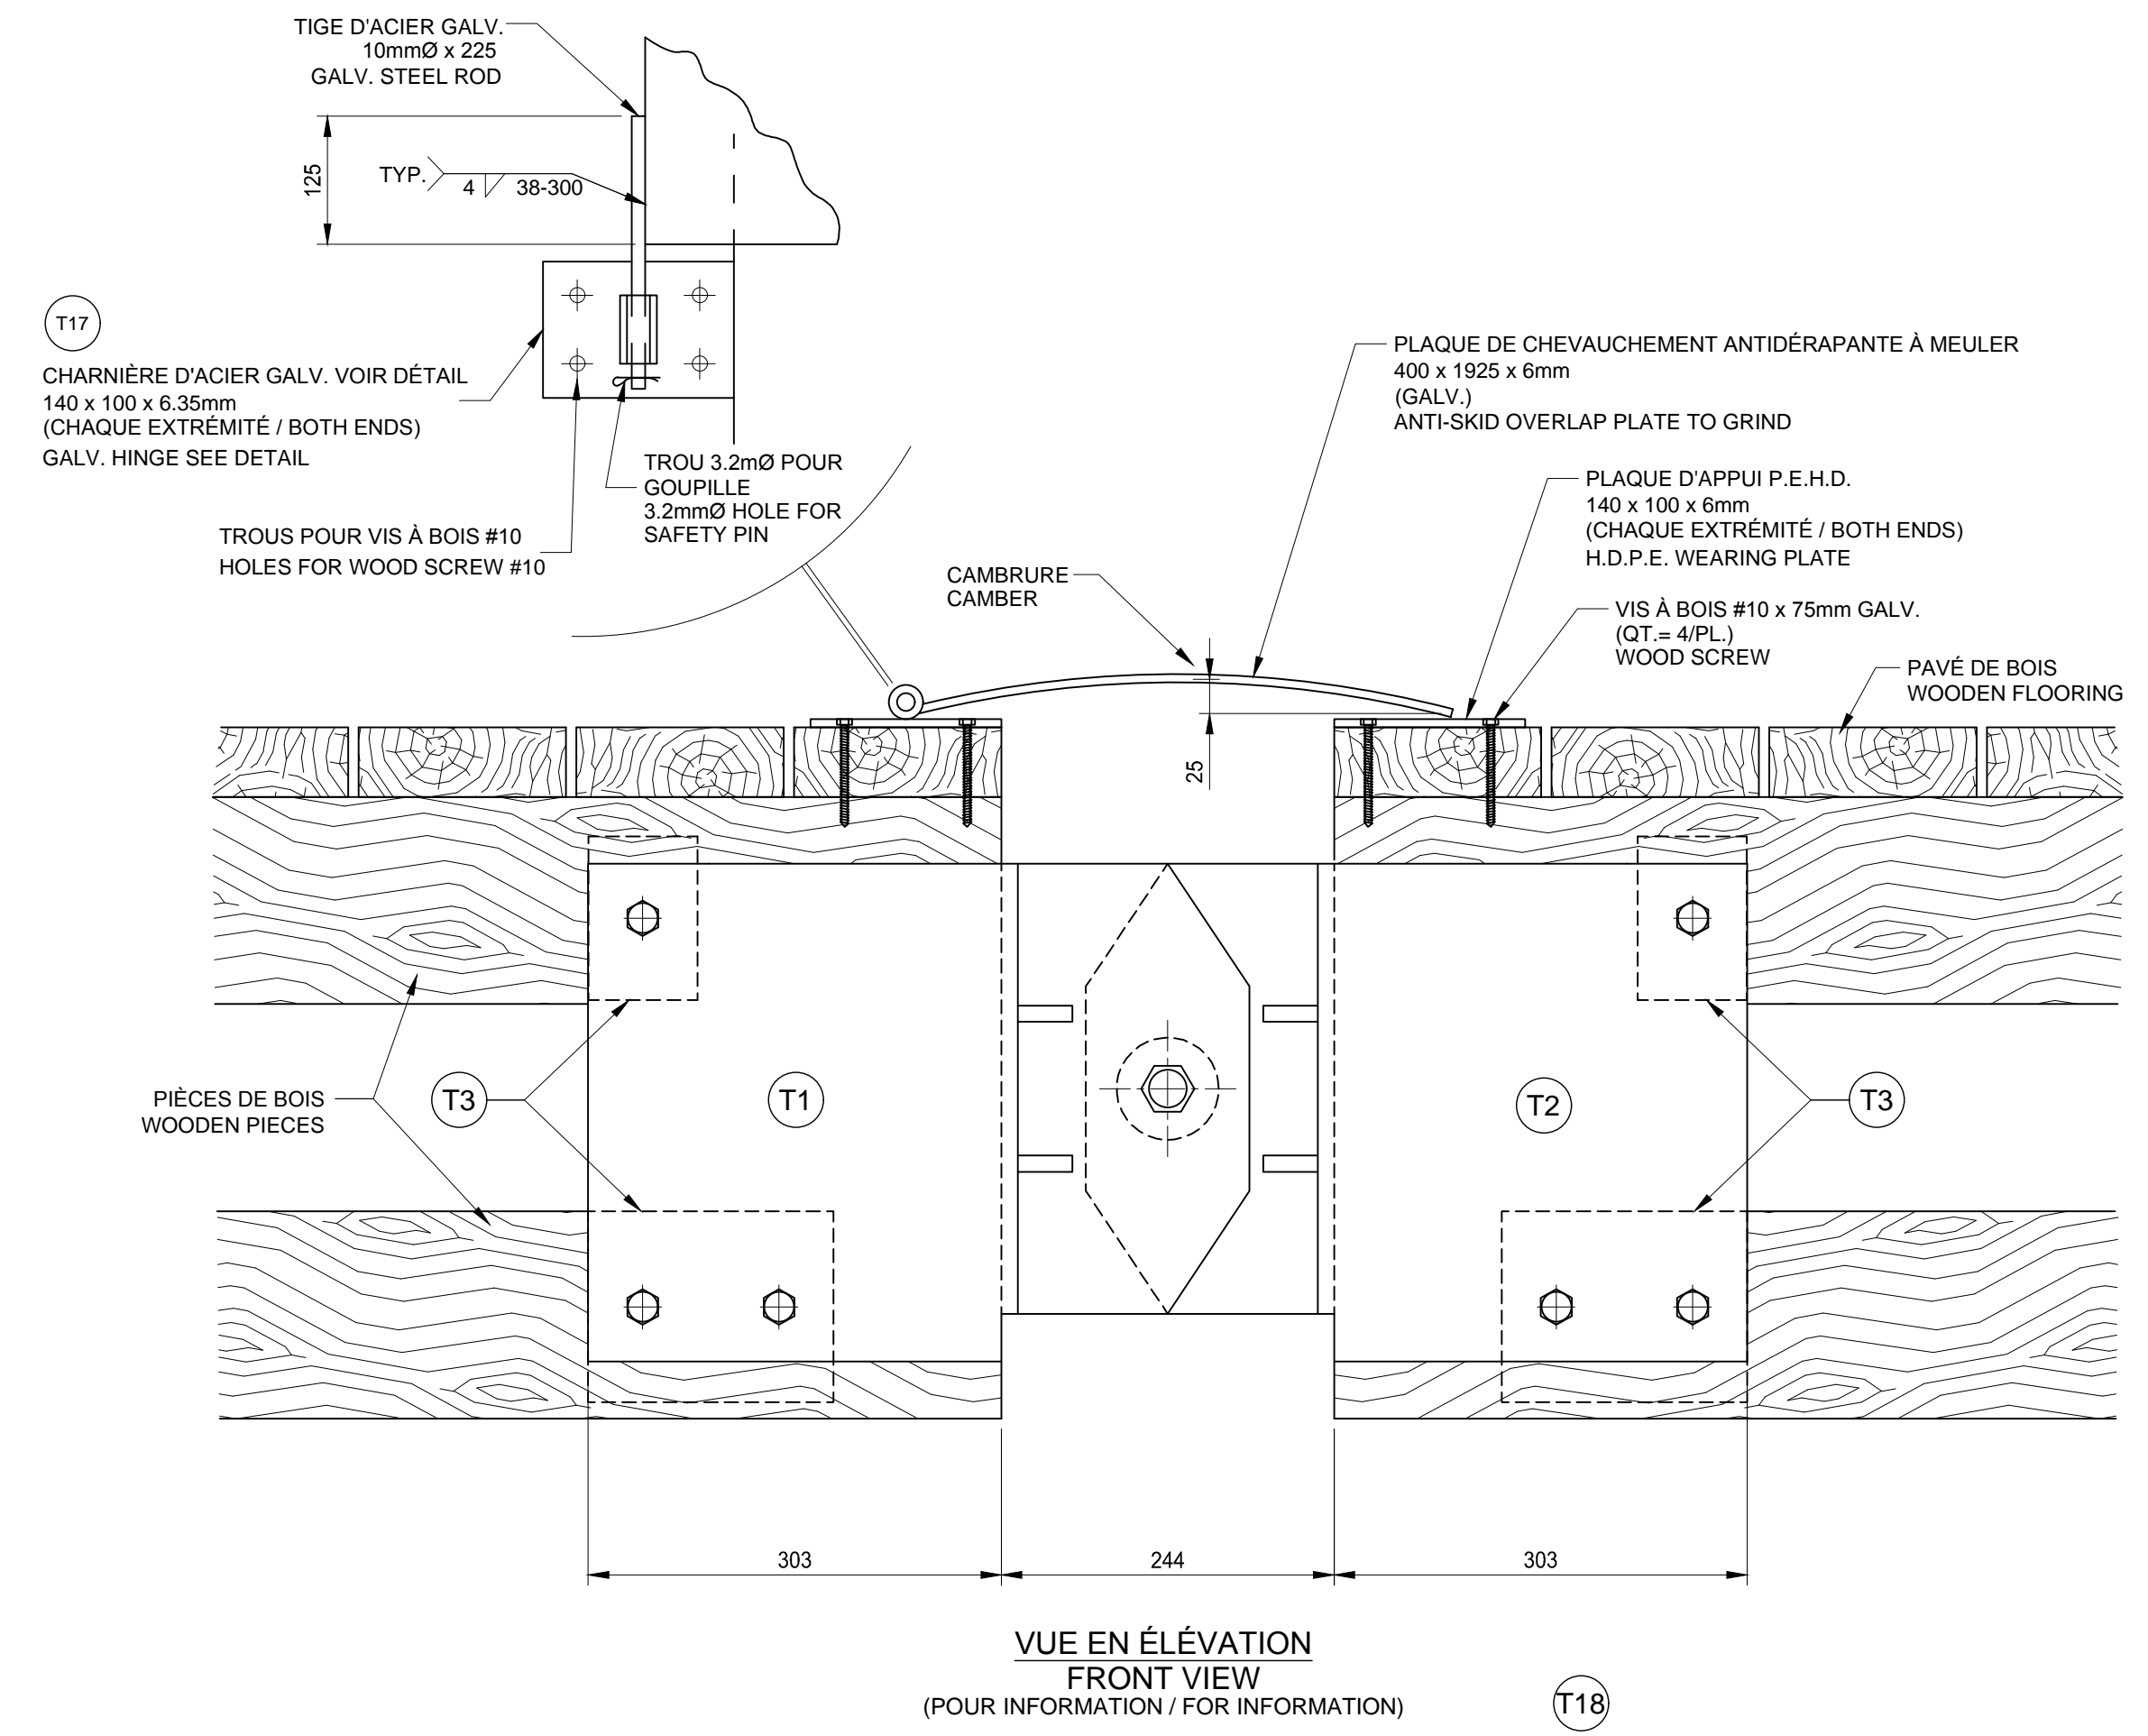 TIGE D'ACIER GALV.
10mmØ x 225
GALV. STEEL ROD
125
TYP.
4
38-300
T17
CHARNIÈRE D'ACIER GALV. VOIR DÉTAIL
140 x 100 x 6.35mm
(CHAQUE EXTRÉMITÉ / BOTH ENDS)
GALV. HINGE SEE DETAIL
TROUS POUR VIS À BOIS #10
HOLES FOR WOOD SCREW #10
TROU 3.2mØ POUR
GOUPILLE
3.2mmØ HOLE FOR
SAFETY PIN
PLAQUE DE CHEVAUCHEMENT ANTIDÉRAPANTE À MEULER
400 x 1925 x 6mm
(GALV.)
ANTI-SKID OVERLAP PLATE TO GRIND
PLAQUE D'APPUI P.E.H.D.
140 x 100 x 6mm
(CHAQUE EXTRÉMITÉ / BOTH ENDS)
H.D.P.E. WEARING PLATE
CAMBRURE
CAMBER
VIS À BOIS #10 x 75mm GALV.
(QT.= 4/PL.)
WOOD SCREW
PAVÉ DE BOIS
WOODEN FLOORING
25
PIÈCES DE BOIS
WOODEN PIECES
T3
T1
T2
T3
303
244
303
VUE EN ÉLÉVATION
FRONT VIEW
(POUR INFORMATION / FOR INFORMATION)
T18